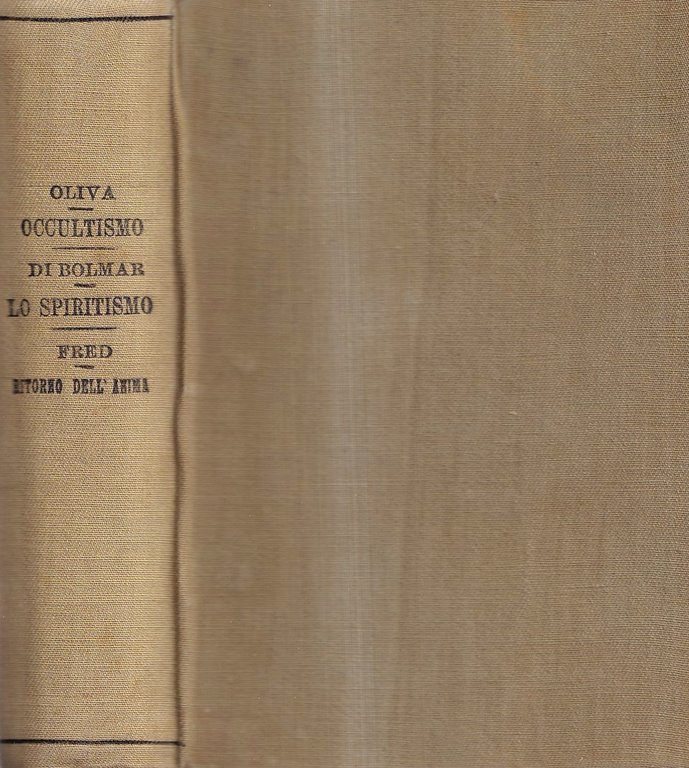 OLIVA
OCCULTISMO
DI BOLMAR
LO SPIRITISMO
FRED
RITORNO DELL' ANIMA